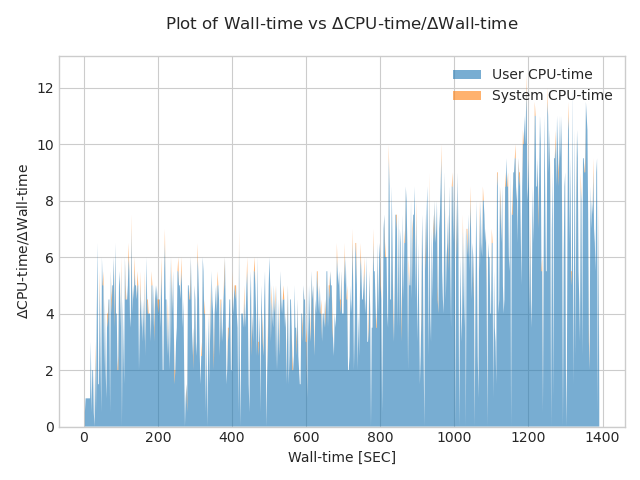 Plot of Wall-time vs ΔCPU-time/ΔWall-time
User CPU-time
System CPU-time
ΔCPU-time/ΔWall-time
12
10
8
6
4
2
0
0 200 400 600 800 1000 1200 1400
Wall-time [SEC]